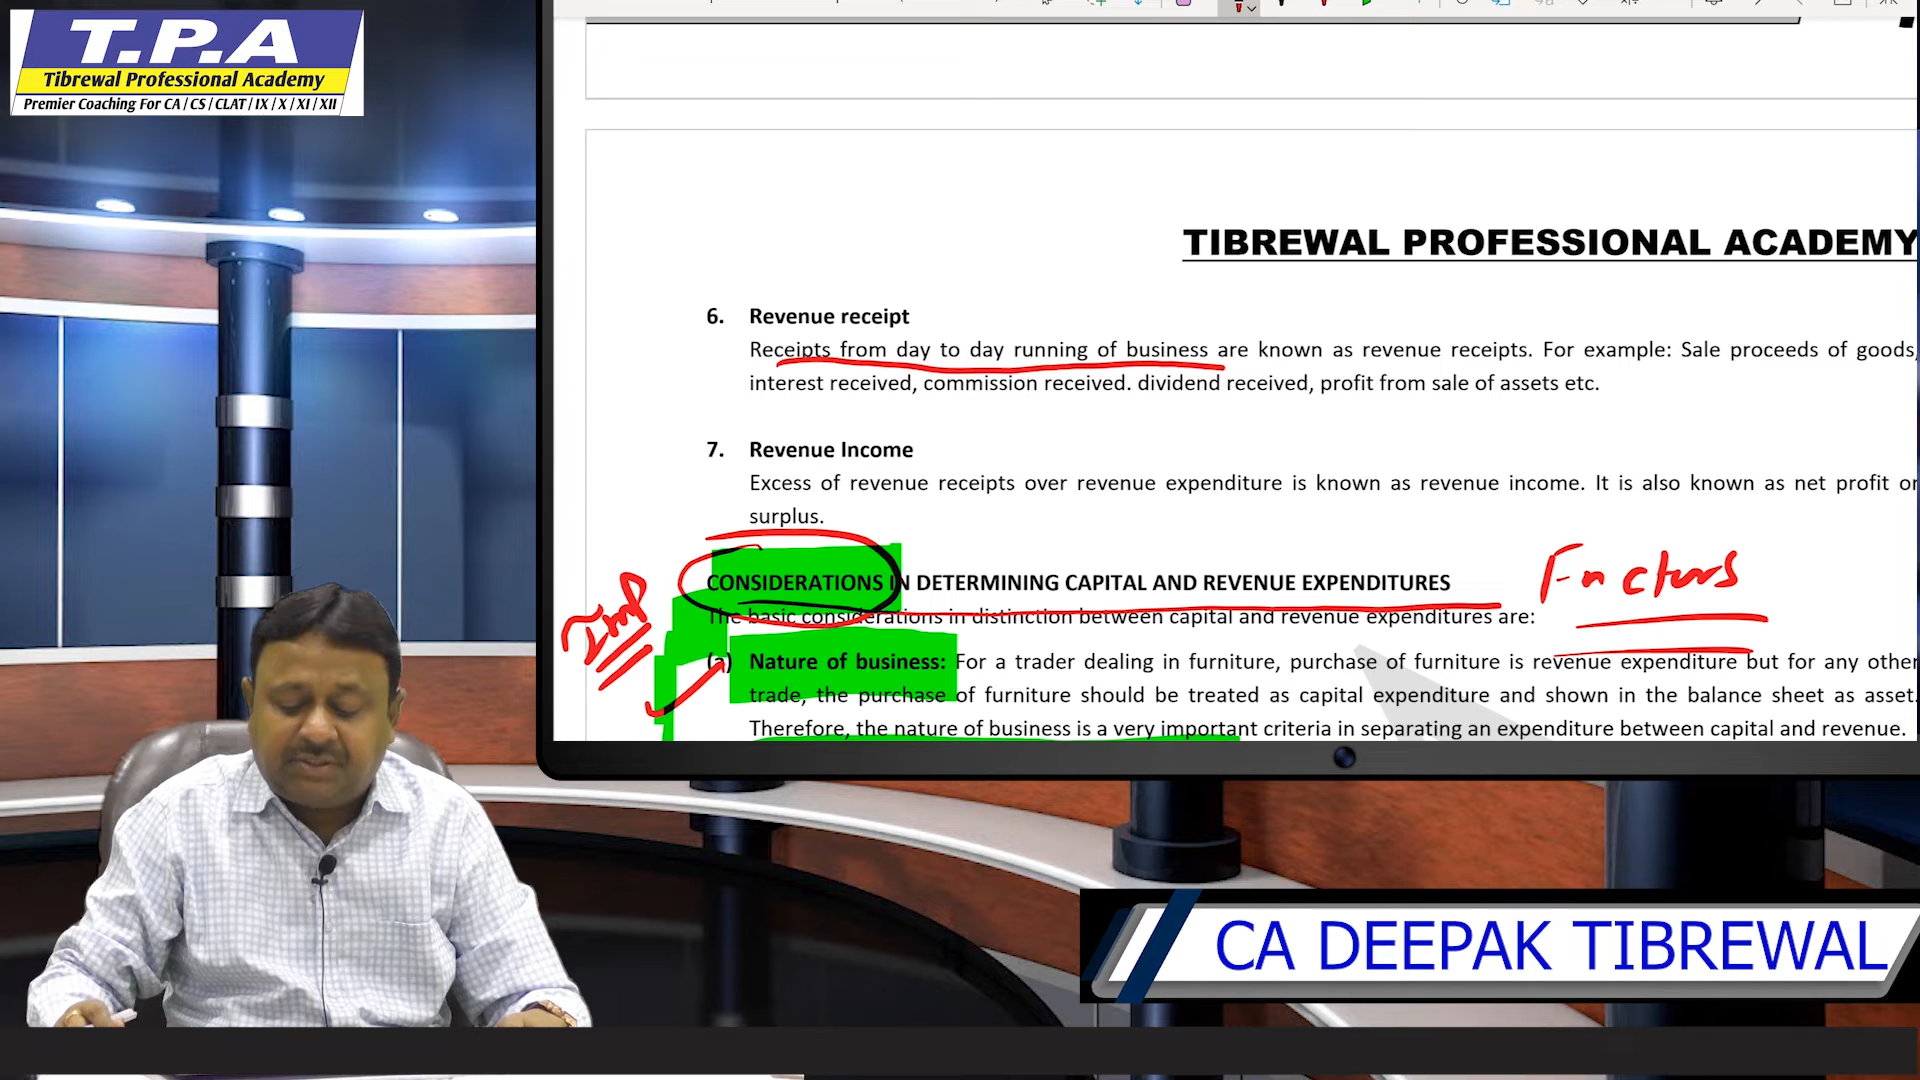 T.P.A
Tibrewal Professional Academy
Premier Coaching For CA / CS / CLAT / IX / X / XI / XII
TIBREWAL PROFESSIONAL ACADEMY
6. Revenue receipt
Receipts from day to day running of business are known as revenue receipts. For example: Sale proceeds of goods,
interest received, commission received. dividend received, profit from sale of assets etc.
7. Revenue Income
Excess of revenue receipts over revenue expenditure is known as revenue income. It is also known as net profit or
surplus.
CONSIDERATIONS IN DETERMINING CAPITAL AND REVENUE EXPENDITURES
Factors
Imp
The basic considerations in distinction between capital and revenue expenditures are:
(a) Nature of business: For a trader dealing in furniture, purchase of furniture is revenue expenditure but for any other
trade, the purchase of furniture should be treated as capital expenditure and shown in the balance sheet as asset.
Therefore, the nature of business is a very important criteria in separating an expenditure between capital and revenue.
CA DEEPAK TIBREWAL